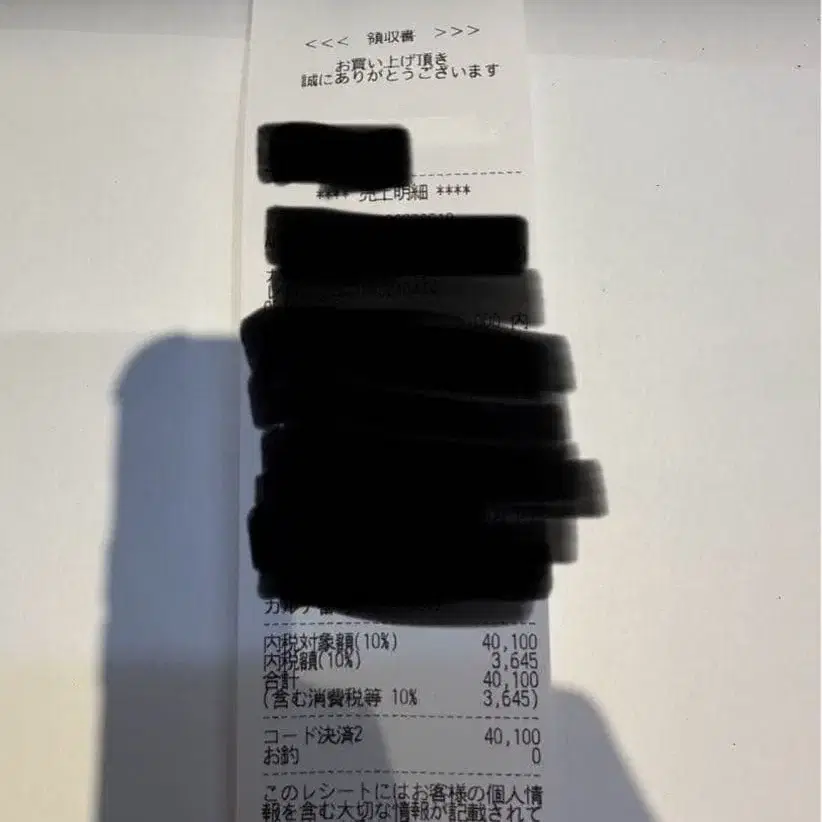 <<< 領収書 >>>
お買い上げ頂き
誠にありがとうございます
**** 売上明細 ****
内
内税対象額(10%) 40,100
内税額(10%) 3,645
合計 40,100
(含む消費税等 10% 3,645)
コード決済2 40,100
お釣 0
このレシートにはお客様の個人情
報を含む大切な情報が記載されて